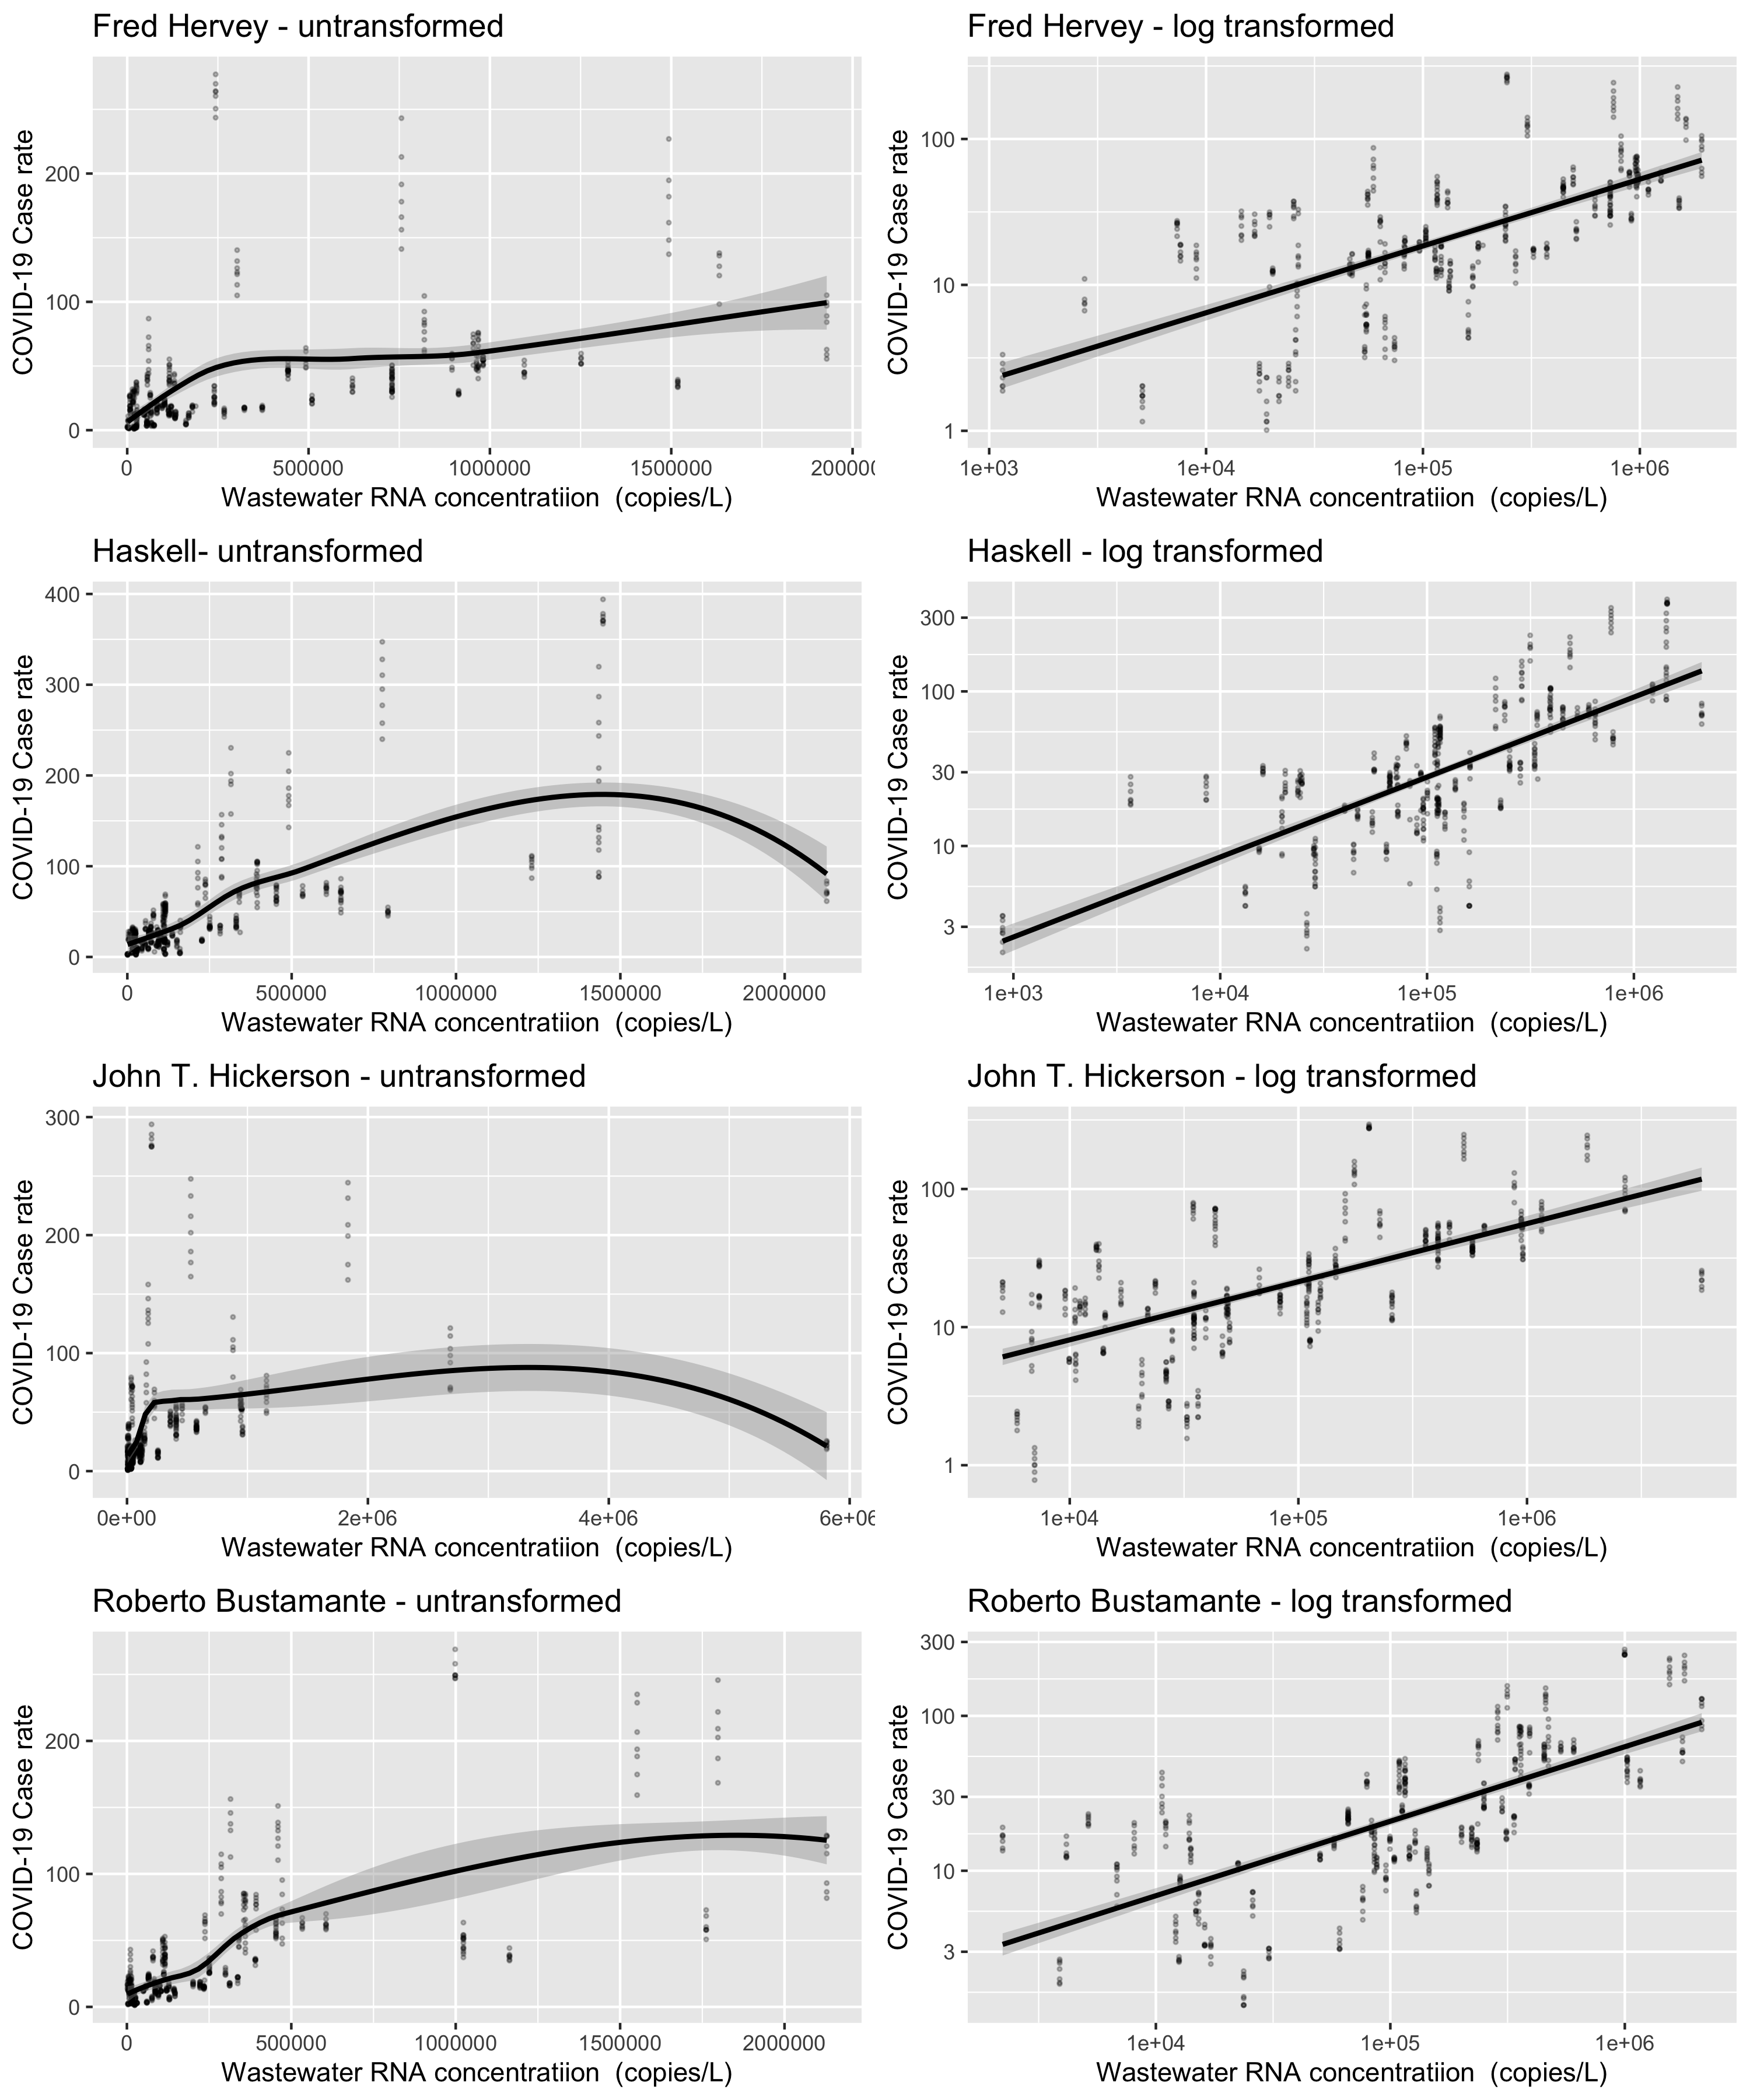 Fred Hervey - untransformed
COVID-19 Case rate
200
100
0
0 500000 1000000 1500000 200000
Wastewater RNA concentratiion (copies/L)
Fred Hervey - log transformed
COVID-19 Case rate
100
10
1
1e+03 1e+04 1e+05 1e+06
Wastewater RNA concentratiion (copies/L)
Haskell- untransformed
COVID-19 Case rate
400
300
200
100
0
0 500000 1000000 1500000 2000000
Wastewater RNA concentratiion (copies/L)
Haskell - log transformed
COVID-19 Case rate
300
100
30
10
3
1e+03 1e+04 1e+05 1e+06
Wastewater RNA concentratiion (copies/L)
John T. Hickerson - untransformed
COVID-19 Case rate
300
200
100
0
0e+00 2e+06 4e+06 6e+06
Wastewater RNA concentratiion (copies/L)
John T. Hickerson - log transformed
COVID-19 Case rate
100
10
1
1e+04 1e+05 1e+06
Wastewater RNA concentratiion (copies/L)
Roberto Bustamante - untransformed
COVID-19 Case rate
200
100
0
0 500000 1000000 1500000 2000000
Wastewater RNA concentratiion (copies/L)
Roberto Bustamante - log transformed
COVID-19 Case rate
300
100
30
10
3
1e+04 1e+05 1e+06
Wastewater RNA concentratiion (copies/L)